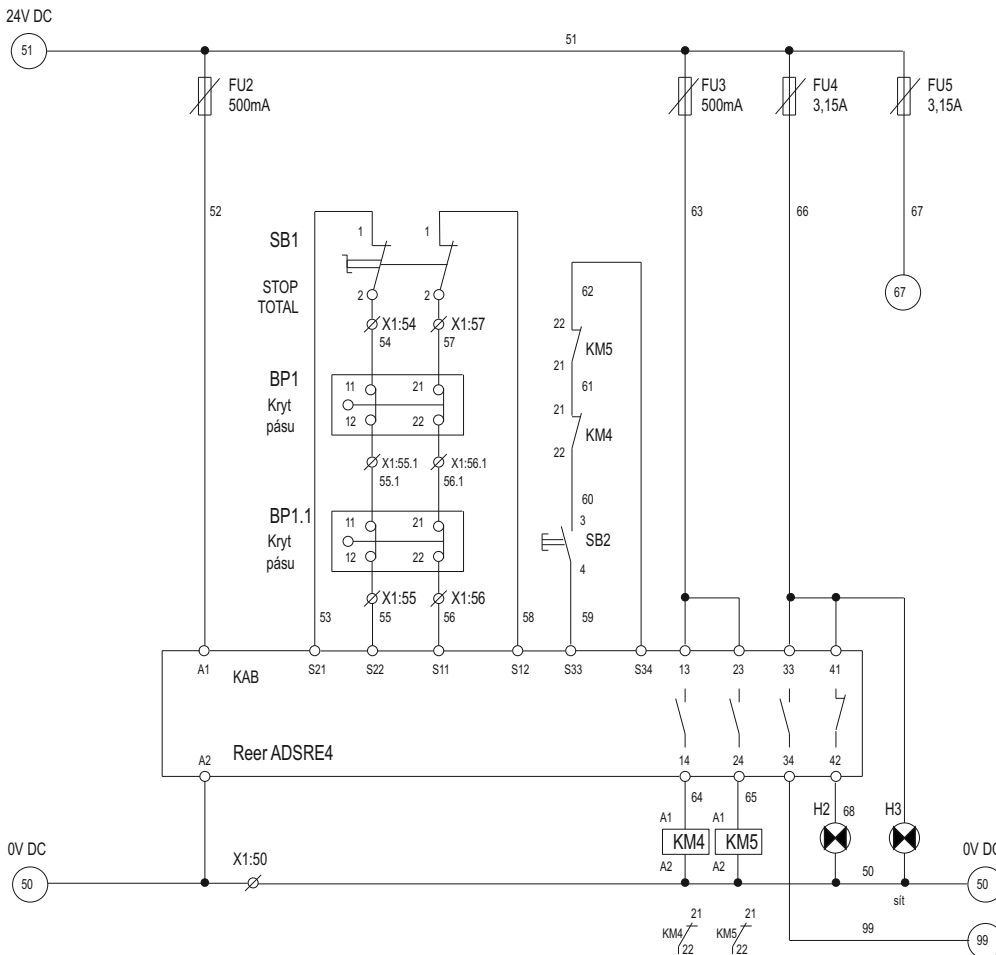 24V DC
51
51
FU2
500mA
FU3
500mA
FU4
3,15A
FU5
3,15A
52
63
66
67
67
SB1
1
1
STOP
TOTAL
2
2
X1:54
X1:57
54
57
62
22
KM5
21
61
BP1
Kryt
pásu
11
21
12
22
21
KM4
22
X1:55.1
X1:56.1
55.1
56.1
60
BP1.1
Kryt
pásu
11
21
12
22
3
SB2
4
X1:55
X1:56
53
55
56
58
59
A1
KAB
S21
S22
S11
S12
S33
S34
13
23
33
41
Reer ADSRE4
A2
14
24
34
42
64
65
H2
68
H3
A1
A1
KM4
KM5
A2
A2
0V DC
X1:50
50
50
0V DC
50
sít
21
21
KM4
KM5
22
22
99
99